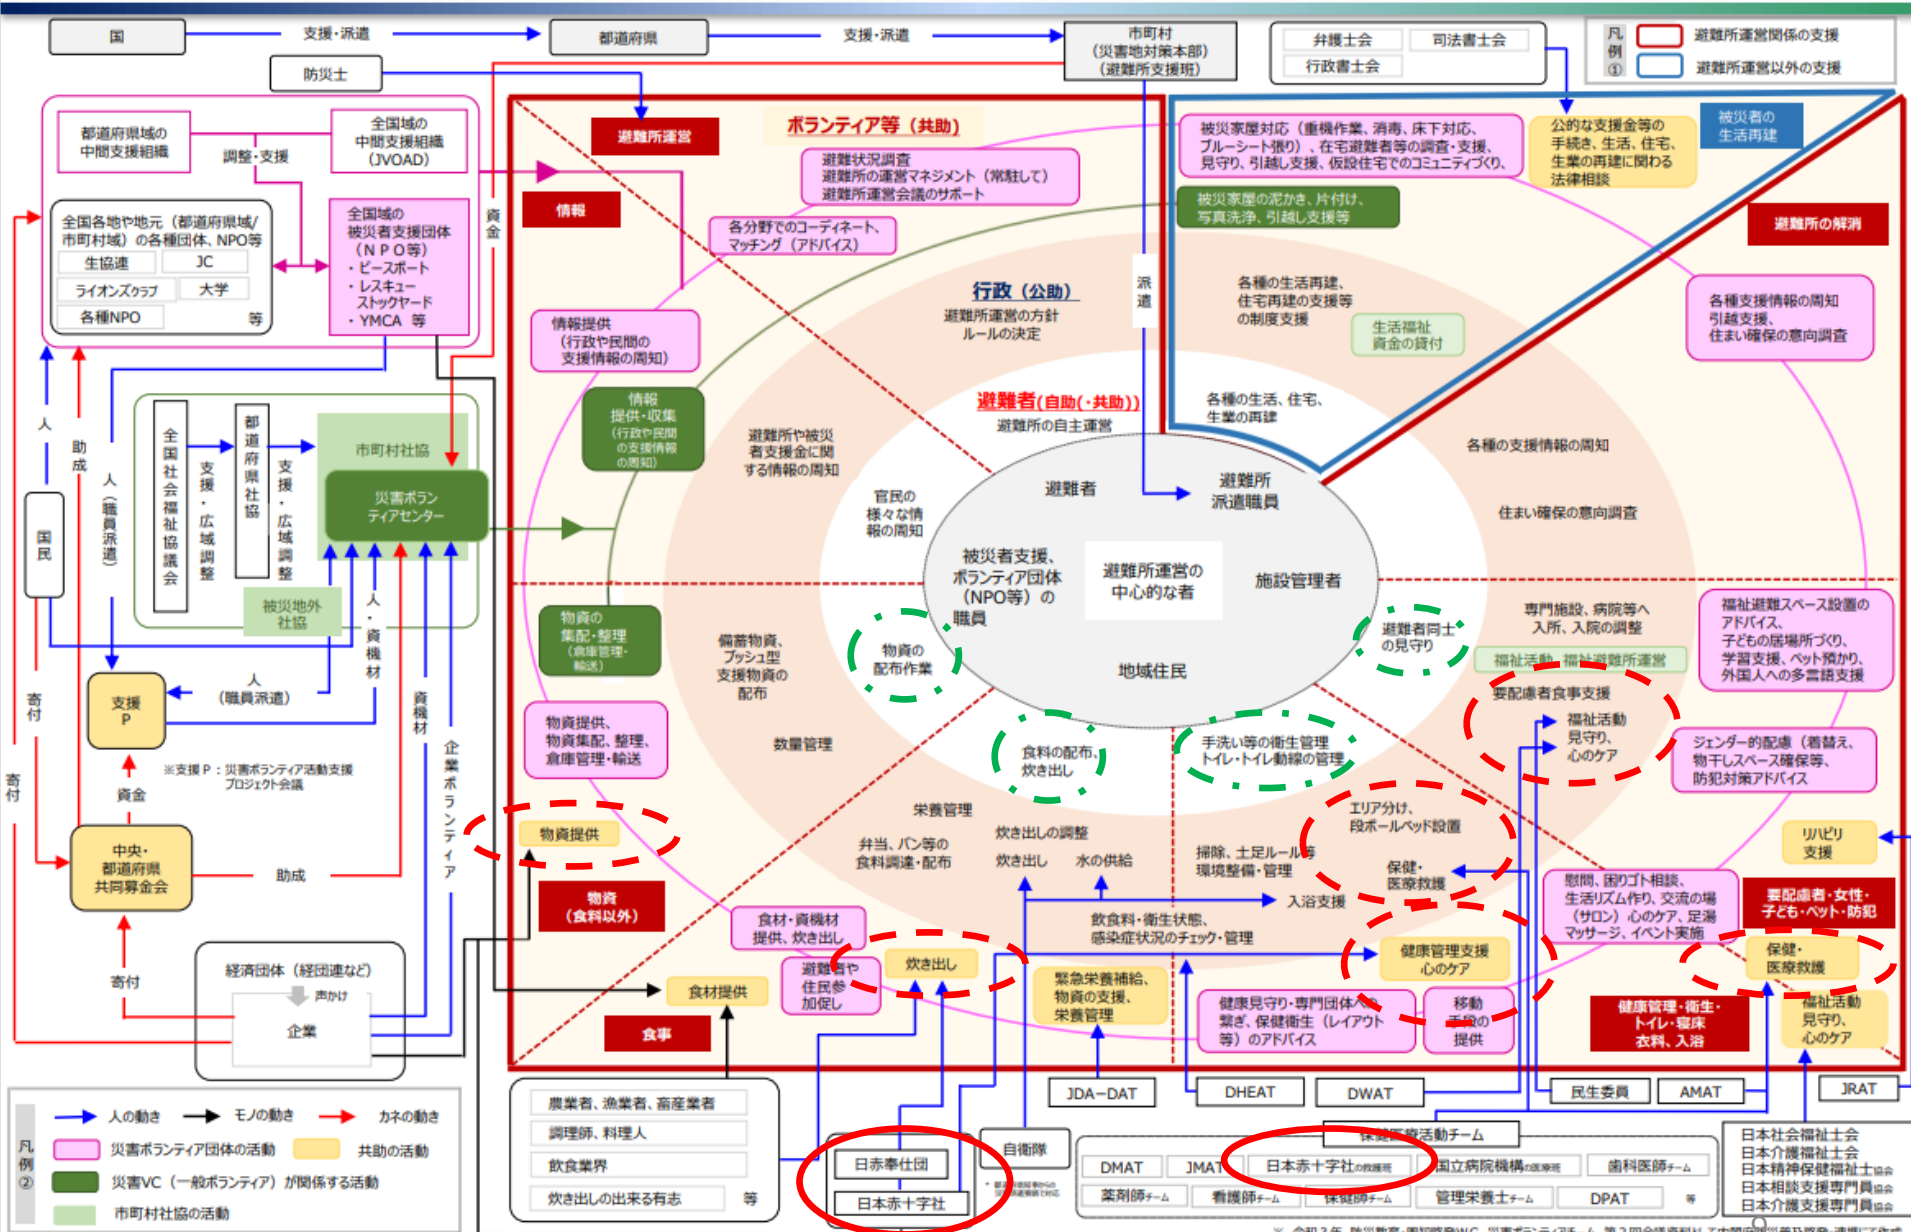 国
支援・派遣
都道府県
支援・派遣
市町村
(災害地対策本部)
(避難所支援班)
防災士
弁護士会
司法書士会
行政書士会
凡例①
避難所運営関係の支援
避難所運営以外の支援
都道府県域の
中間支援組織
全国域の
中間支援組織
(JVOAD)
調整・支援
全国各地や地元(都道府県域/
市町村域)の各種団体、NPO等
生協連
JC
ライオンズクラブ
大学
各種NPO
等
全国域の
被災者支援団体
(NPO等)
・ピースボート
・レスキュー
ストックヤード
・YMCA 等
資金
人
助成
人(職員派遣)
国民
寄付
寄付
全国社会福祉協議会
支援・広域調整
都道府県社協
支援・広域調整
市町村社協
災害ボラン
ティアセンター
被災地外
社協
人・資機材
資機材
企業ボランティア
支援
P
人
(職員派遣)
※支援P:災害ボランティア活動支援
プロジェクト会議
資金
中央・
都道府県
共同募金会
助成
寄付
経済団体(経団連など)
声かけ
企業
凡例②
人の動き
モノの動き
カネの動き
災害ボランティア団体の活動
共助の活動
災害VC(一般ボランティア)が関係する活動
市町村社協の活動
避難所運営
ボランティア等(共助)
情報
避難状況調査
避難所の運営マネジメント(常駐して)
避難所運営会議のサポート
各分野でのコーディネート、
マッチング(アドバイス)
情報提供
(行政や民間の
支援情報の周知)
情報
提供・収集
(行政や民間
の支援情報
の周知)
行政(公助)
避難所運営の方針
ルールの決定
避難者(自助(・共助))
避難所の自主運営
避難所や被災
者支援金に関
する情報の周知
官民の
様々な情
報の周知
派遣
被災家屋対応(重機作業、消毒、床下対応、
ブルーシート張り)、在宅避難者等の調査・支援、
見守り、引越し支援、仮設住宅でのコミュニティづくり、
公的な支援金等の
手続き、生活、住宅、
生業の再建に関わる
法律相談
被災者の
生活再建
被災家屋の泥かき、片付け、
写真洗浄、引越し支援等
避難所の解消
各種の生活再建、
住宅再建の支援等
の制度支援
生活福祉
資金の貸付
各種の生活、住宅、
生業の再建
各種支援情報の周知
引越支援、
住まい確保の意向調査
各種の支援情報の周知
住まい確保の意向調査
避難者
避難所
派遣職員
被災者支援、
ボランティア団体
(NPO等)の
職員
避難所運営の
中心的な者
施設管理者
地域住民
物資の
集配・整理
(倉庫管理・
輸送)
備蓄物資、
プッシュ型
支援物資の
配布
物資の
配布作業
物資提供、
物資集配、整理、
倉庫管理・輸送
数量管理
物資提供
物資
(食料以外)
避難者同士
の見守り
専門施設、病院等へ
入所、入院の調整
福祉活動、福祉避難所運営
要配慮者食事支援
福祉活動
見守り、
心のケア
福祉避難スペース設置の
アドバイス、
子どもの居場所づくり、
学習支援、ペット預かり、
外国人への多言語支援
ジェンダー的配慮(着替え、
物干しスペース確保等、
防犯対策アドバイス
リハビリ
支援
食料の配布、
炊き出し
手洗い等の衛生管理
トイレ・トイレ動線の管理
栄養管理
弁当、パン等の
食料調達・配布
炊き出しの調整
炊き出し
水の供給
掃除、土足ルール等
環境整備・管理
エリア分け、
段ボールベッド設置
保健・
医療救護
入浴支援
飲食料・衛生状態、
感染症状況のチェック・管理
食材・資機材
提供、炊き出し
避難者や
住民参
加促し
炊き出し
食材提供
食事
緊急栄養補給、
物資の支援、
栄養管理
健康管理支援
心のケア
健康見守り・専門団体への
繋ぎ、保健衛生(レイアウト
等)のアドバイス
移動
手段の
提供
慰問、困りゴト相談、
生活リズム作り、交流の場
(サロン)心のケア、足湯
マッサージ、イベント実施
要配慮者・女性・
子ども・ペット・防犯
保健・
医療救護
健康管理・衛生・
トイレ・寝床
衣料、入浴
福祉活動
見守り、
心のケア
農業者、漁業者、畜産業者
調理師、料理人
飲食業界
炊き出しの出来る有志
等
日赤奉仕団
日本赤十字社
自衛隊
JDA-DAT
DHEAT
DWAT
民生委員
AMAT
JRAT
保健医療活動チーム
DMAT
JMAT
日本赤十字社の救護班
国立病院機構の医療班
歯科医師チーム
薬剤師チーム
看護師チーム
保健師チーム
管理栄養士チーム
DPAT
等
日本社会福祉士会
日本介護福祉士会
日本精神保健福祉士協会
日本相談支援専門員協会
日本介護支援専門員協会